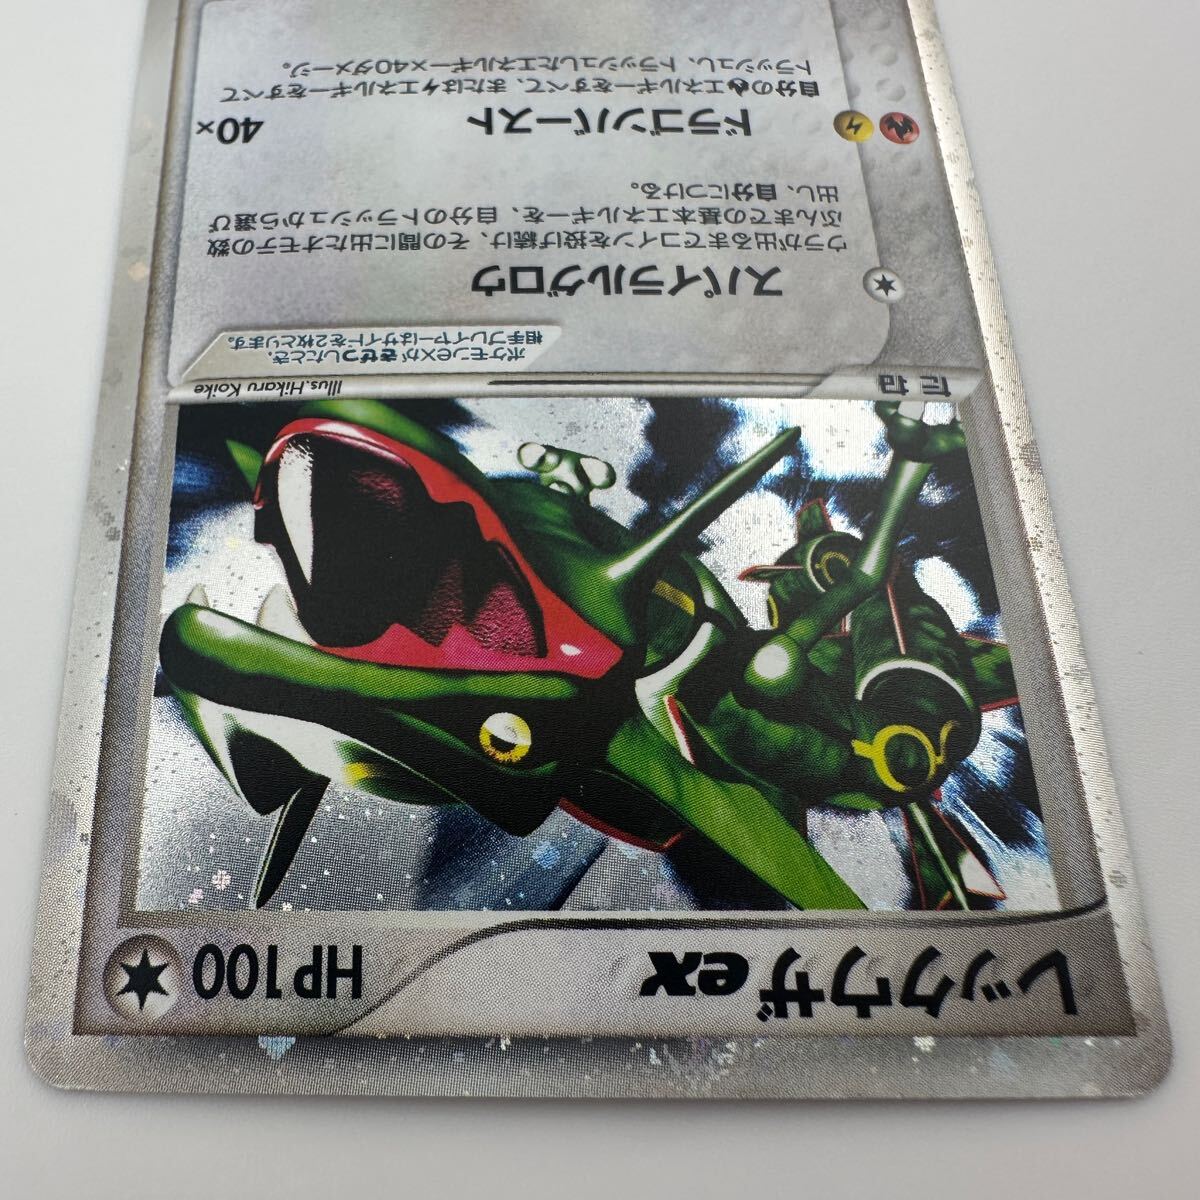 レックウザex
HP100
たね
Illus.Hikaru Koike
ポケモンexがきぜつしたとき、
相手プレイヤーはサイドを2枚とります。
スパイラルグロウ
ウラが出るまでコインを投げ続け、その間に出たオモテの数
ぶんまでの基本エネルギーを、自分のトラッシュから選び
出し、自分につける。
ドラゴンバースト 40×
自分のエネルギーをすべて、またはエネルギーをすべて
トラッシュし、トラッシュしたエネルギー×40ダメージ。